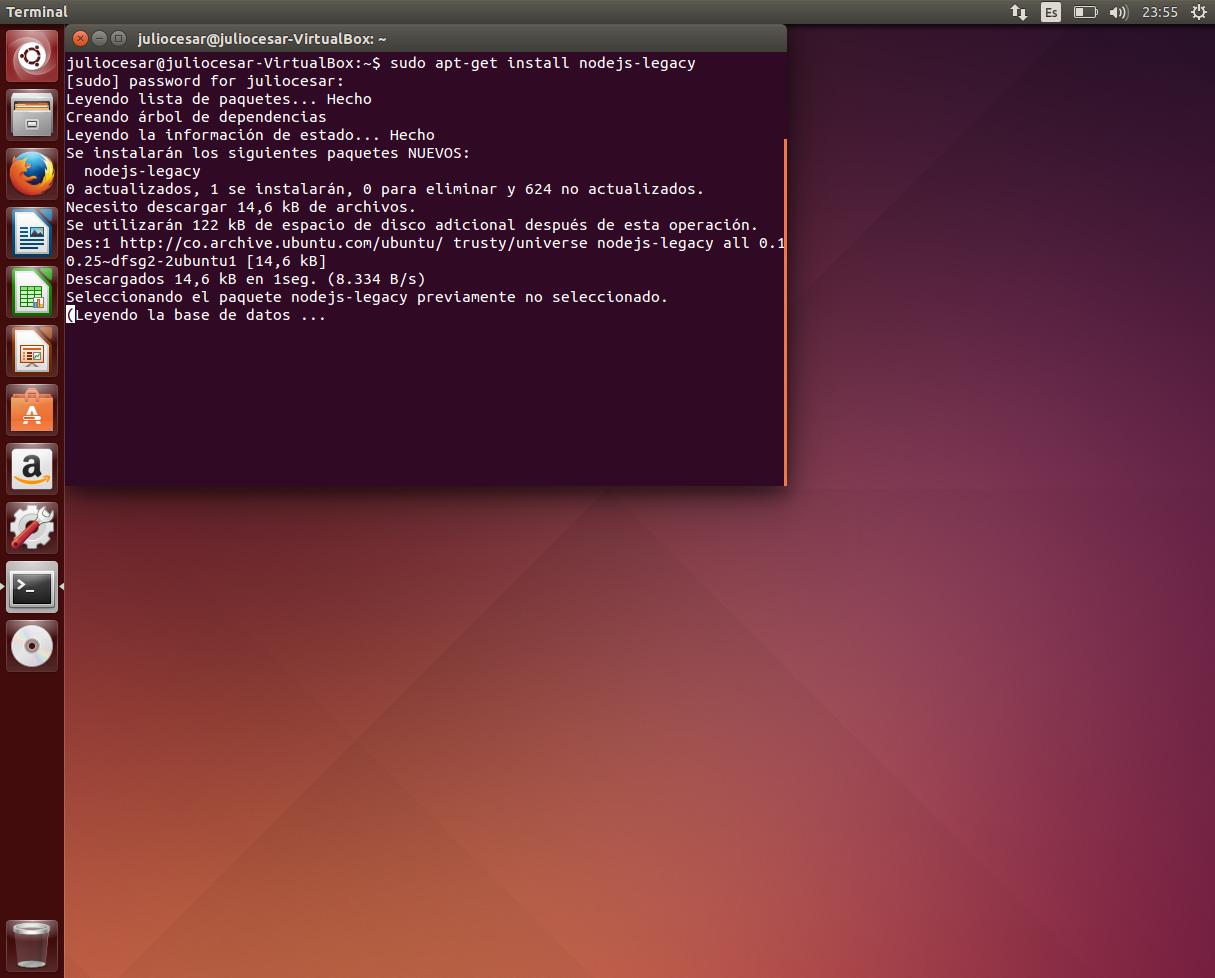 Terminal
Es
23:55
juliocesar@juliocesar-VirtualBox: ~
juliocesar@juliocesar-VirtualBox:~$ sudo apt-get install nodejs-legacy
[sudo] password for juliocesar:
Leyendo lista de paquetes... Hecho
Creando árbol de dependencias
Leyendo la información de estado... Hecho
Se instalarán los siguientes paquetes NUEVOS:
  nodejs-legacy
0 actualizados, 1 se instalarán, 0 para eliminar y 624 no actualizados.
Necesito descargar 14,6 kB de archivos.
Se utilizarán 122 kB de espacio de disco adicional después de esta operación.
Des:1 http://co.archive.ubuntu.com/ubuntu/ trusty/universe nodejs-legacy all 0.1
0.25~dfsg2-2ubuntu1 [14,6 kB]
Descargados 14,6 kB en 1seg. (8.334 B/s)
Seleccionando el paquete nodejs-legacy previamente no seleccionado.
(Leyendo la base de datos ...